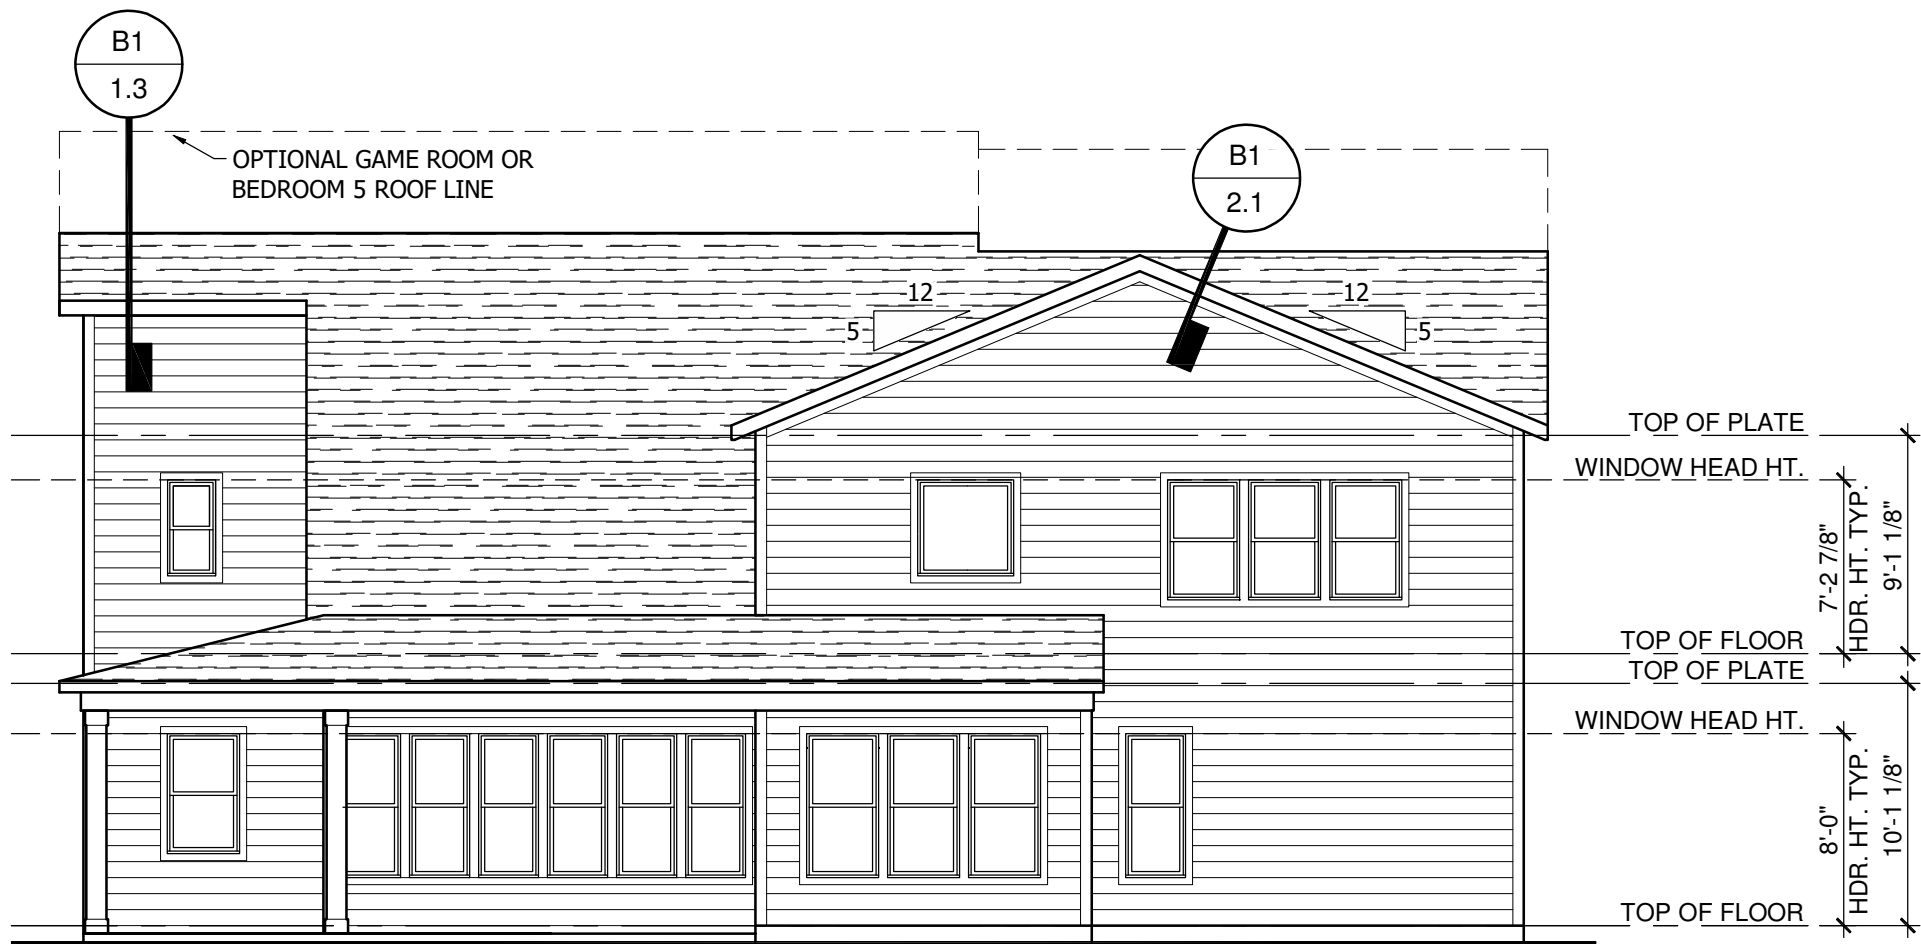 B1
1.3
OPTIONAL GAME ROOM OR
BEDROOM 5 ROOF LINE
B1
2.1
12
5
12
5
TOP OF PLATE
WINDOW HEAD HT.
7'-2 7/8"
HDR. HT. TYP.
9'-1 1/8"
TOP OF FLOOR
TOP OF PLATE
WINDOW HEAD HT.
8'-0"
HDR. HT. TYP.
10'-1 1/8"
TOP OF FLOOR